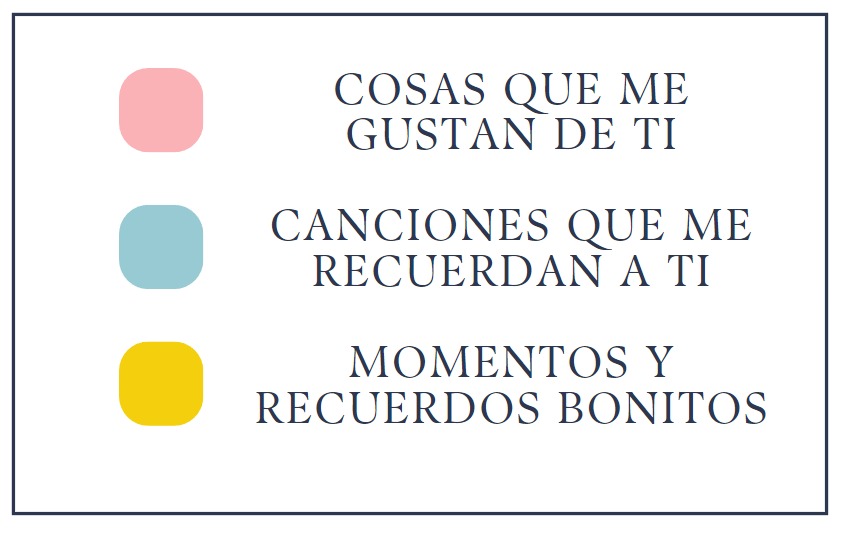 COSAS QUE ME
GUSTAN DE TI
CANCIONES QUE ME
RECUERDAN A TI
MOMENTOS Y
RECUERDOS BONITOS